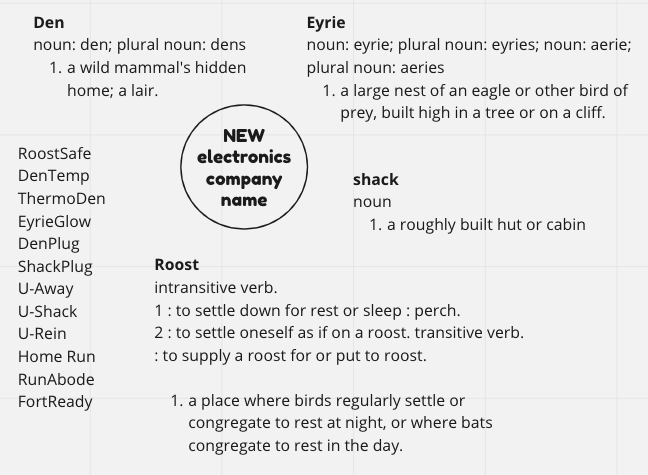 Den
noun: den; plural noun: dens
1. a wild mammal's hidden
home; a lair.
Eyrie
noun: eyrie; plural noun: eyries; noun: aerie;
plural noun: aeries
1. a large nest of an eagle or other bird of
prey, built high in a tree or on a cliff.
NEW
electronics
company
name
RoostSafe
DenTemp
ThermoDen
EyrieGlow
DenPlug
ShackPlug
U-Away
U-Shack
U-Rein
Home Run
RunAbode
FortReady
shack
noun
1. a roughly built hut or cabin
Roost
intransitive verb.
1 : to settle down for rest or sleep : perch.
2 : to settle oneself as if on a roost. transitive verb.
: to supply a roost for or put to roost.
1. a place where birds regularly settle or
congregate to rest at night, or where bats
congregate to rest in the day.